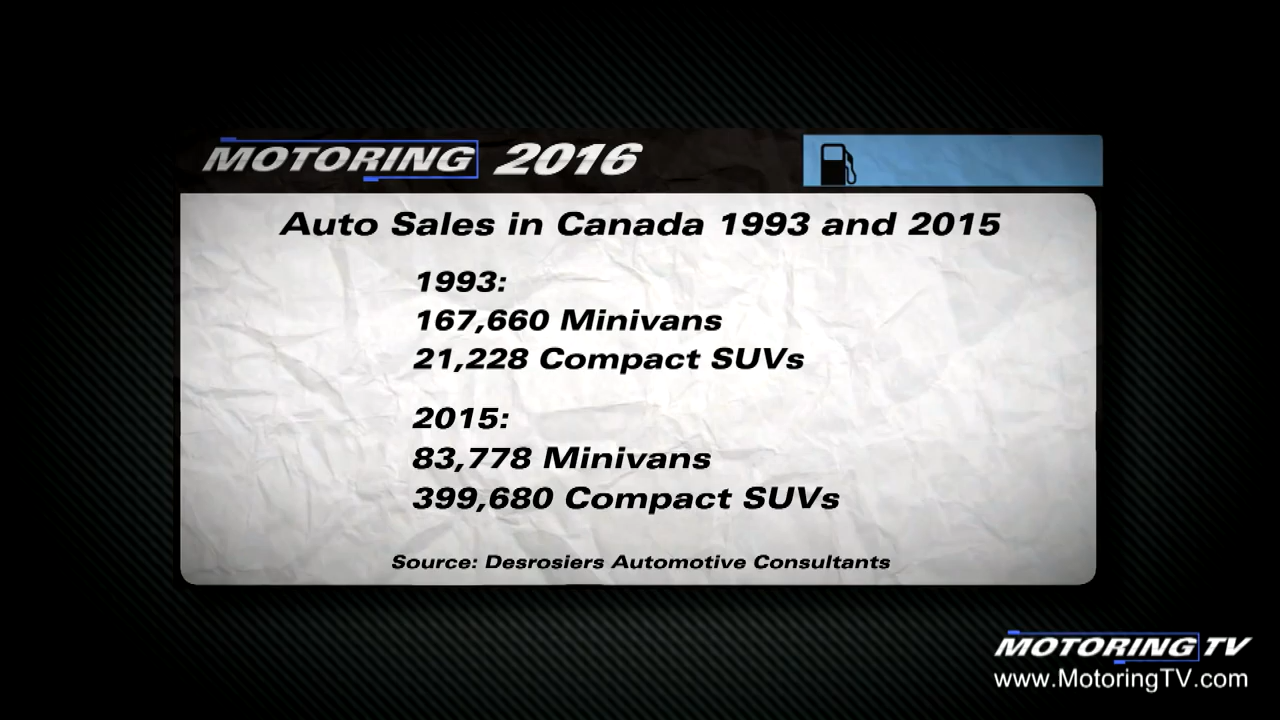 MOTORING 2016
Auto Sales in Canada 1993 and 2015
1993:
167,660 Minivans
21,228 Compact SUVs
2015:
83,778 Minivans
399,680 Compact SUVs
Source: Desrosiers Automotive Consultants
MOTORING TV
www.MotoringTV.com